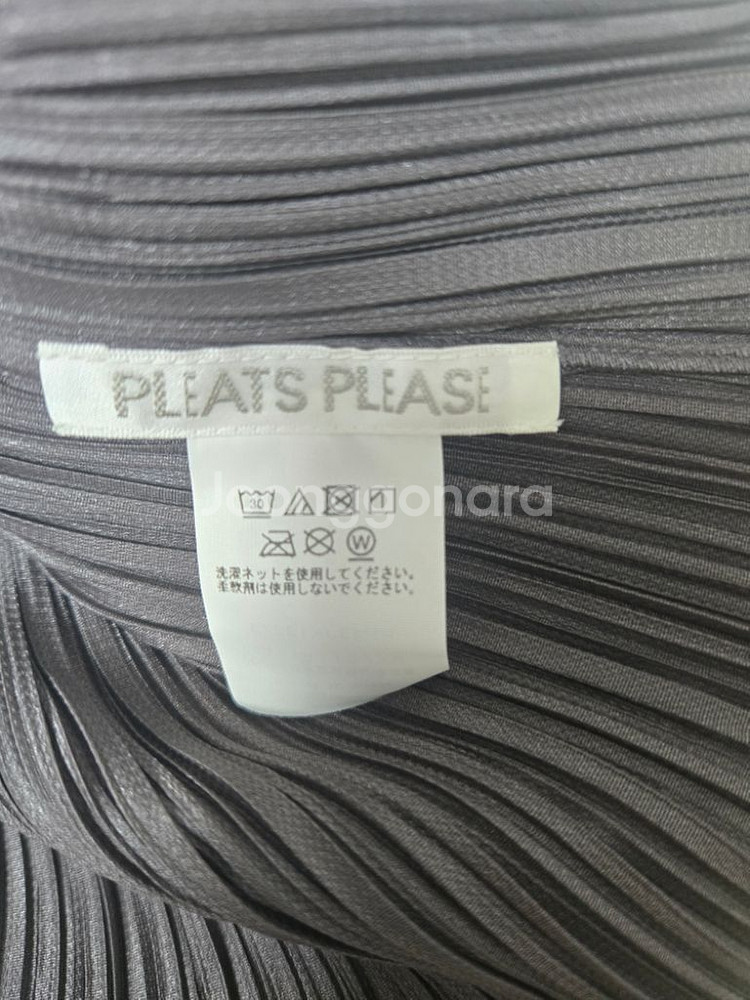 PLEATS PLEASE
Joonggonara
30
W
洗濯ネットを使用してください。
柔軟剤は使用しないでください。